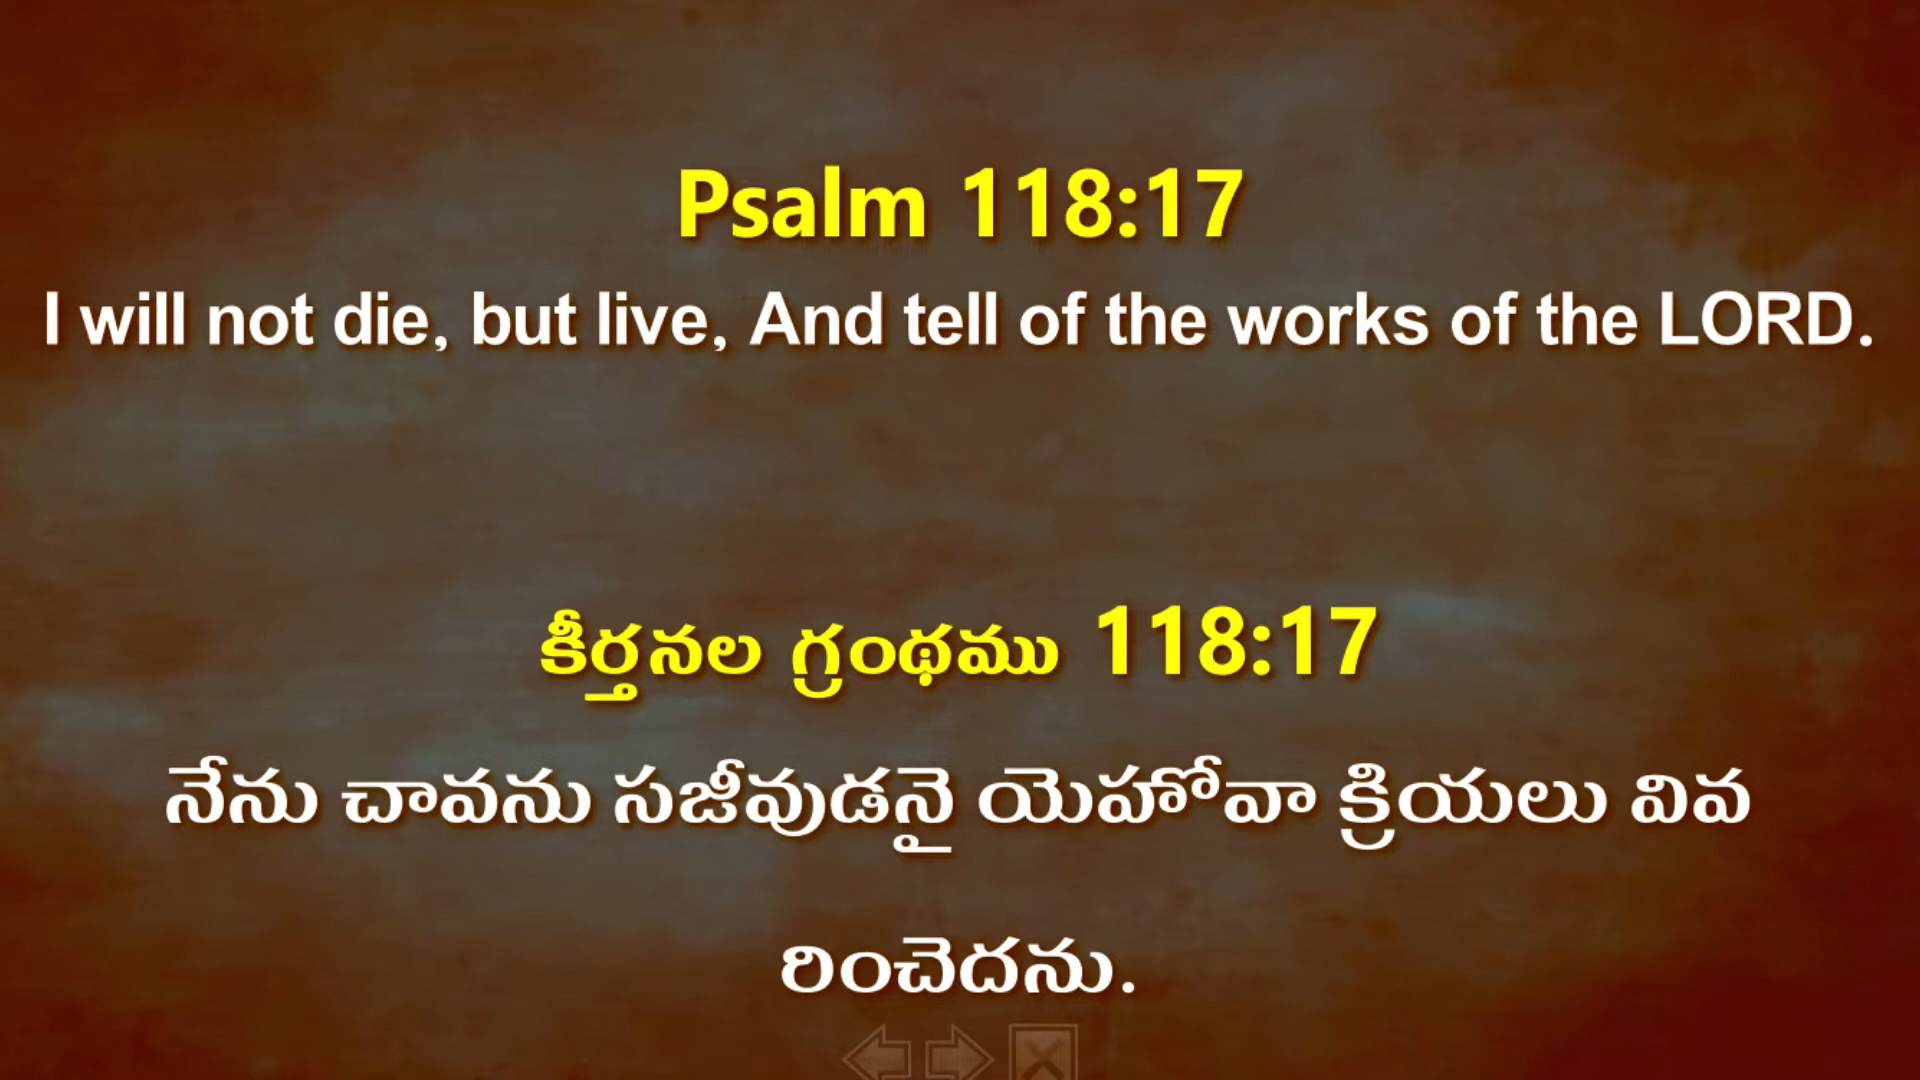 Psalm 118:17
I will not die, but live, And tell of the works of the LORD.
కీర్తనల గ్రంథము 118:17
నేను చావను సజీవుడనై యెహోవా క్రియలు వివ
రించెదను.